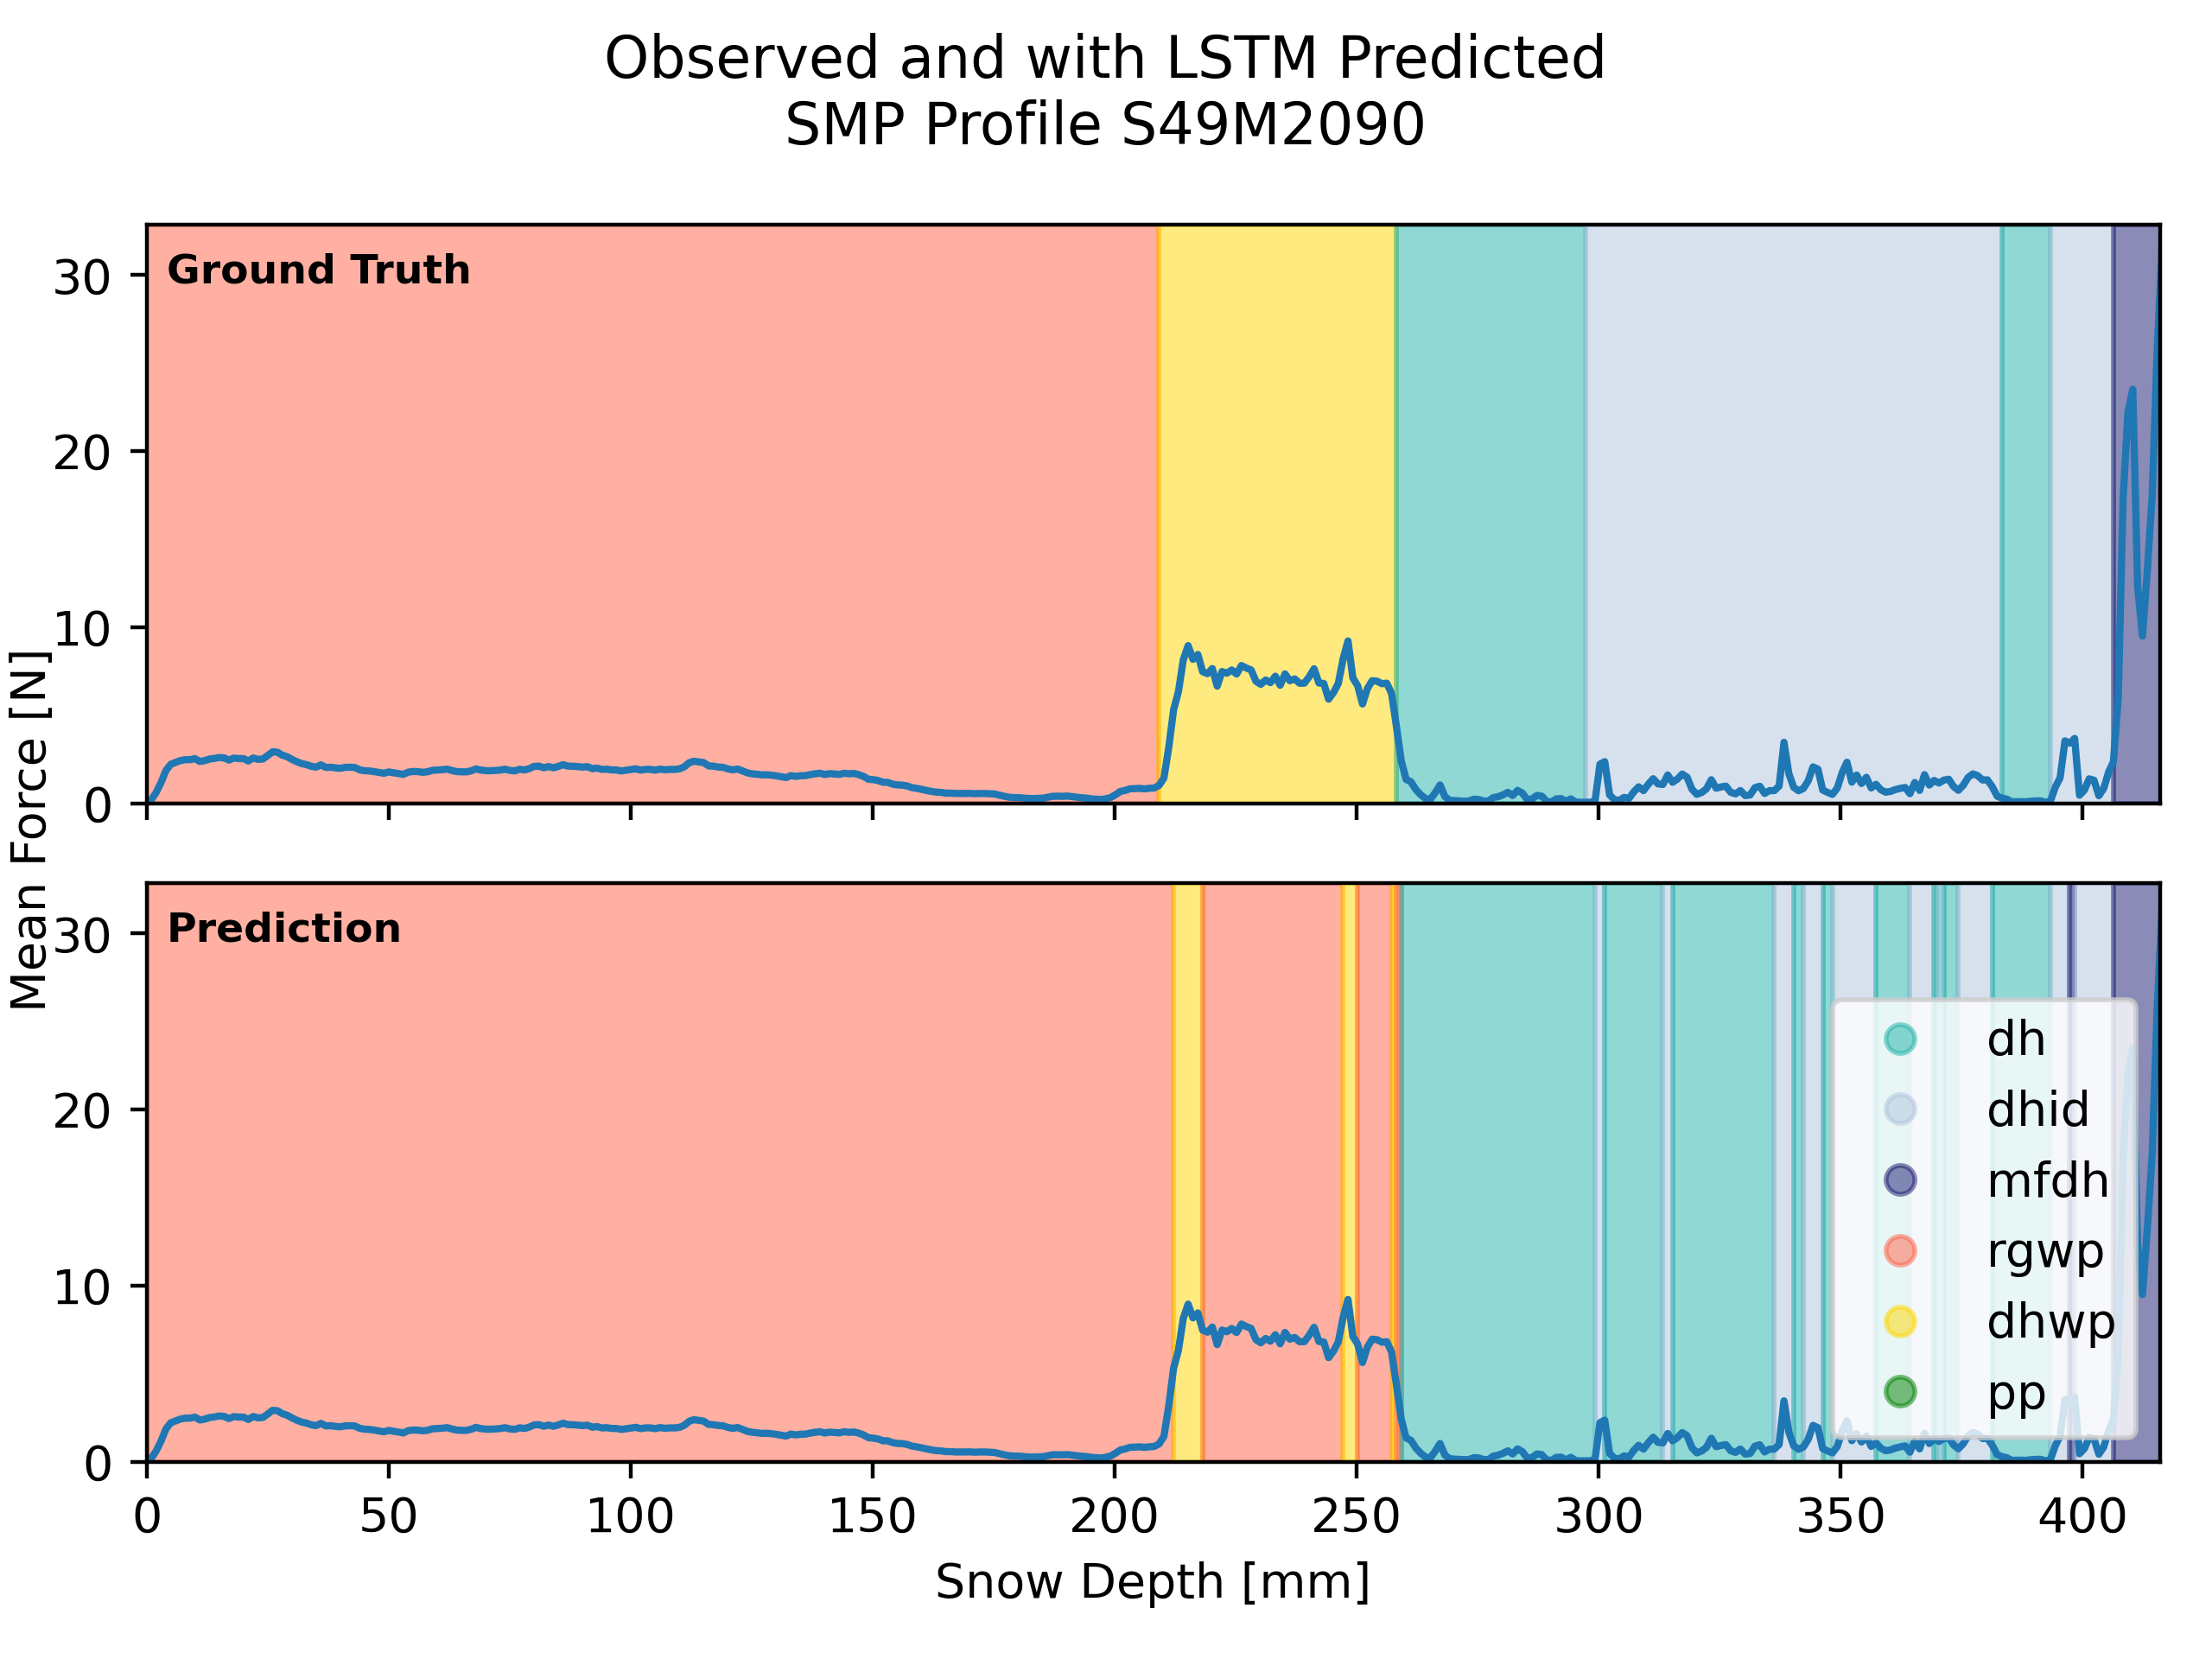 Observed and with LSTM Predicted
SMP Profile S49M2090
Mean Force [N]
Ground Truth
30
20
10
0
Prediction
30
20
10
0
dh
dhid
mfdh
rgwp
dhwp
pp
0 50 100 150 200 250 300 350 400
Snow Depth [mm]